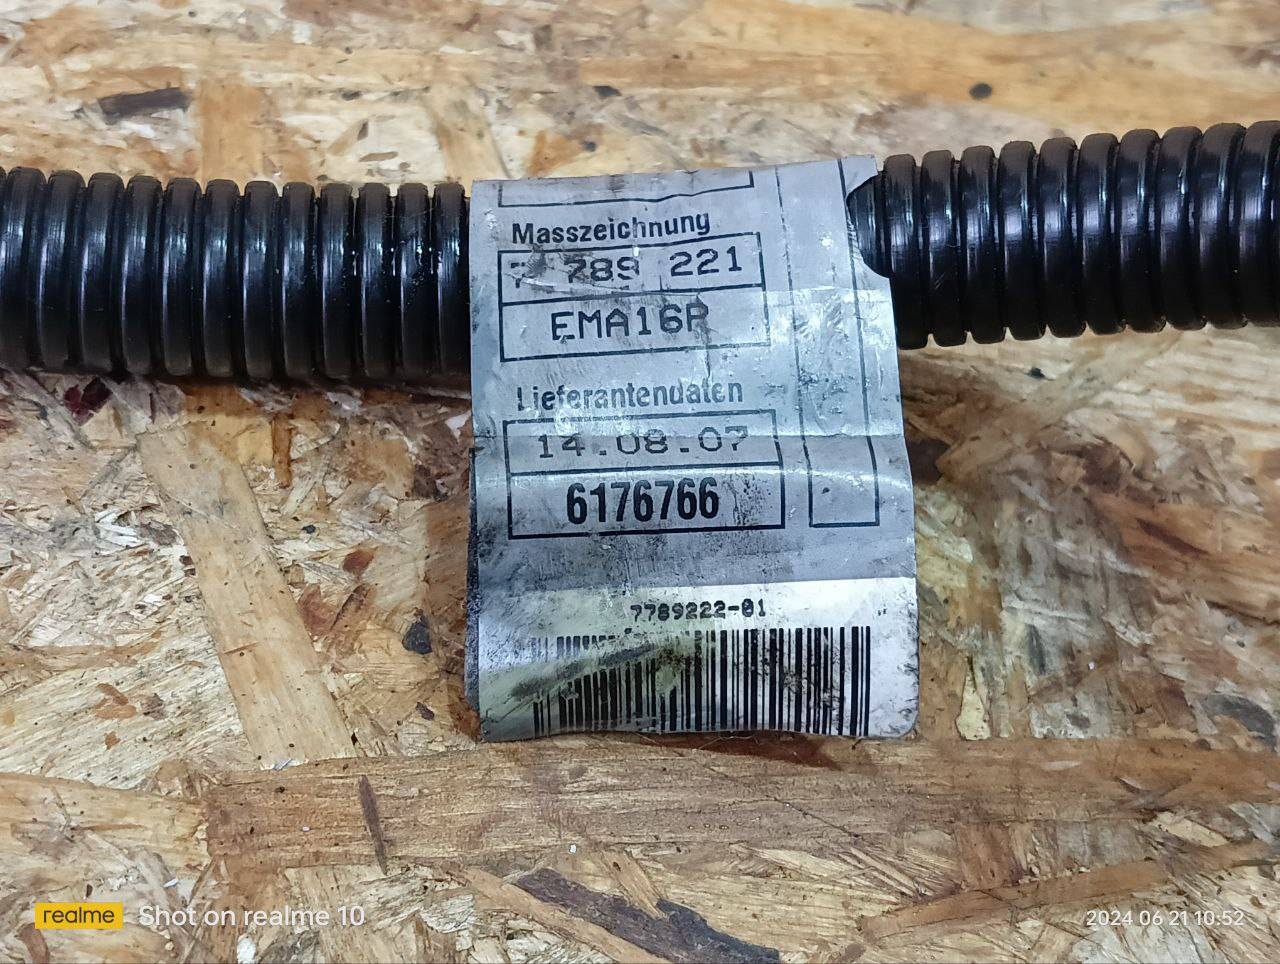 Masszeichnung
7 789 221
EMA16P
Lieferantendaten
14.08.07
6176766
7789222-01
realme Shot on realme 10
2024 06 21 10:52